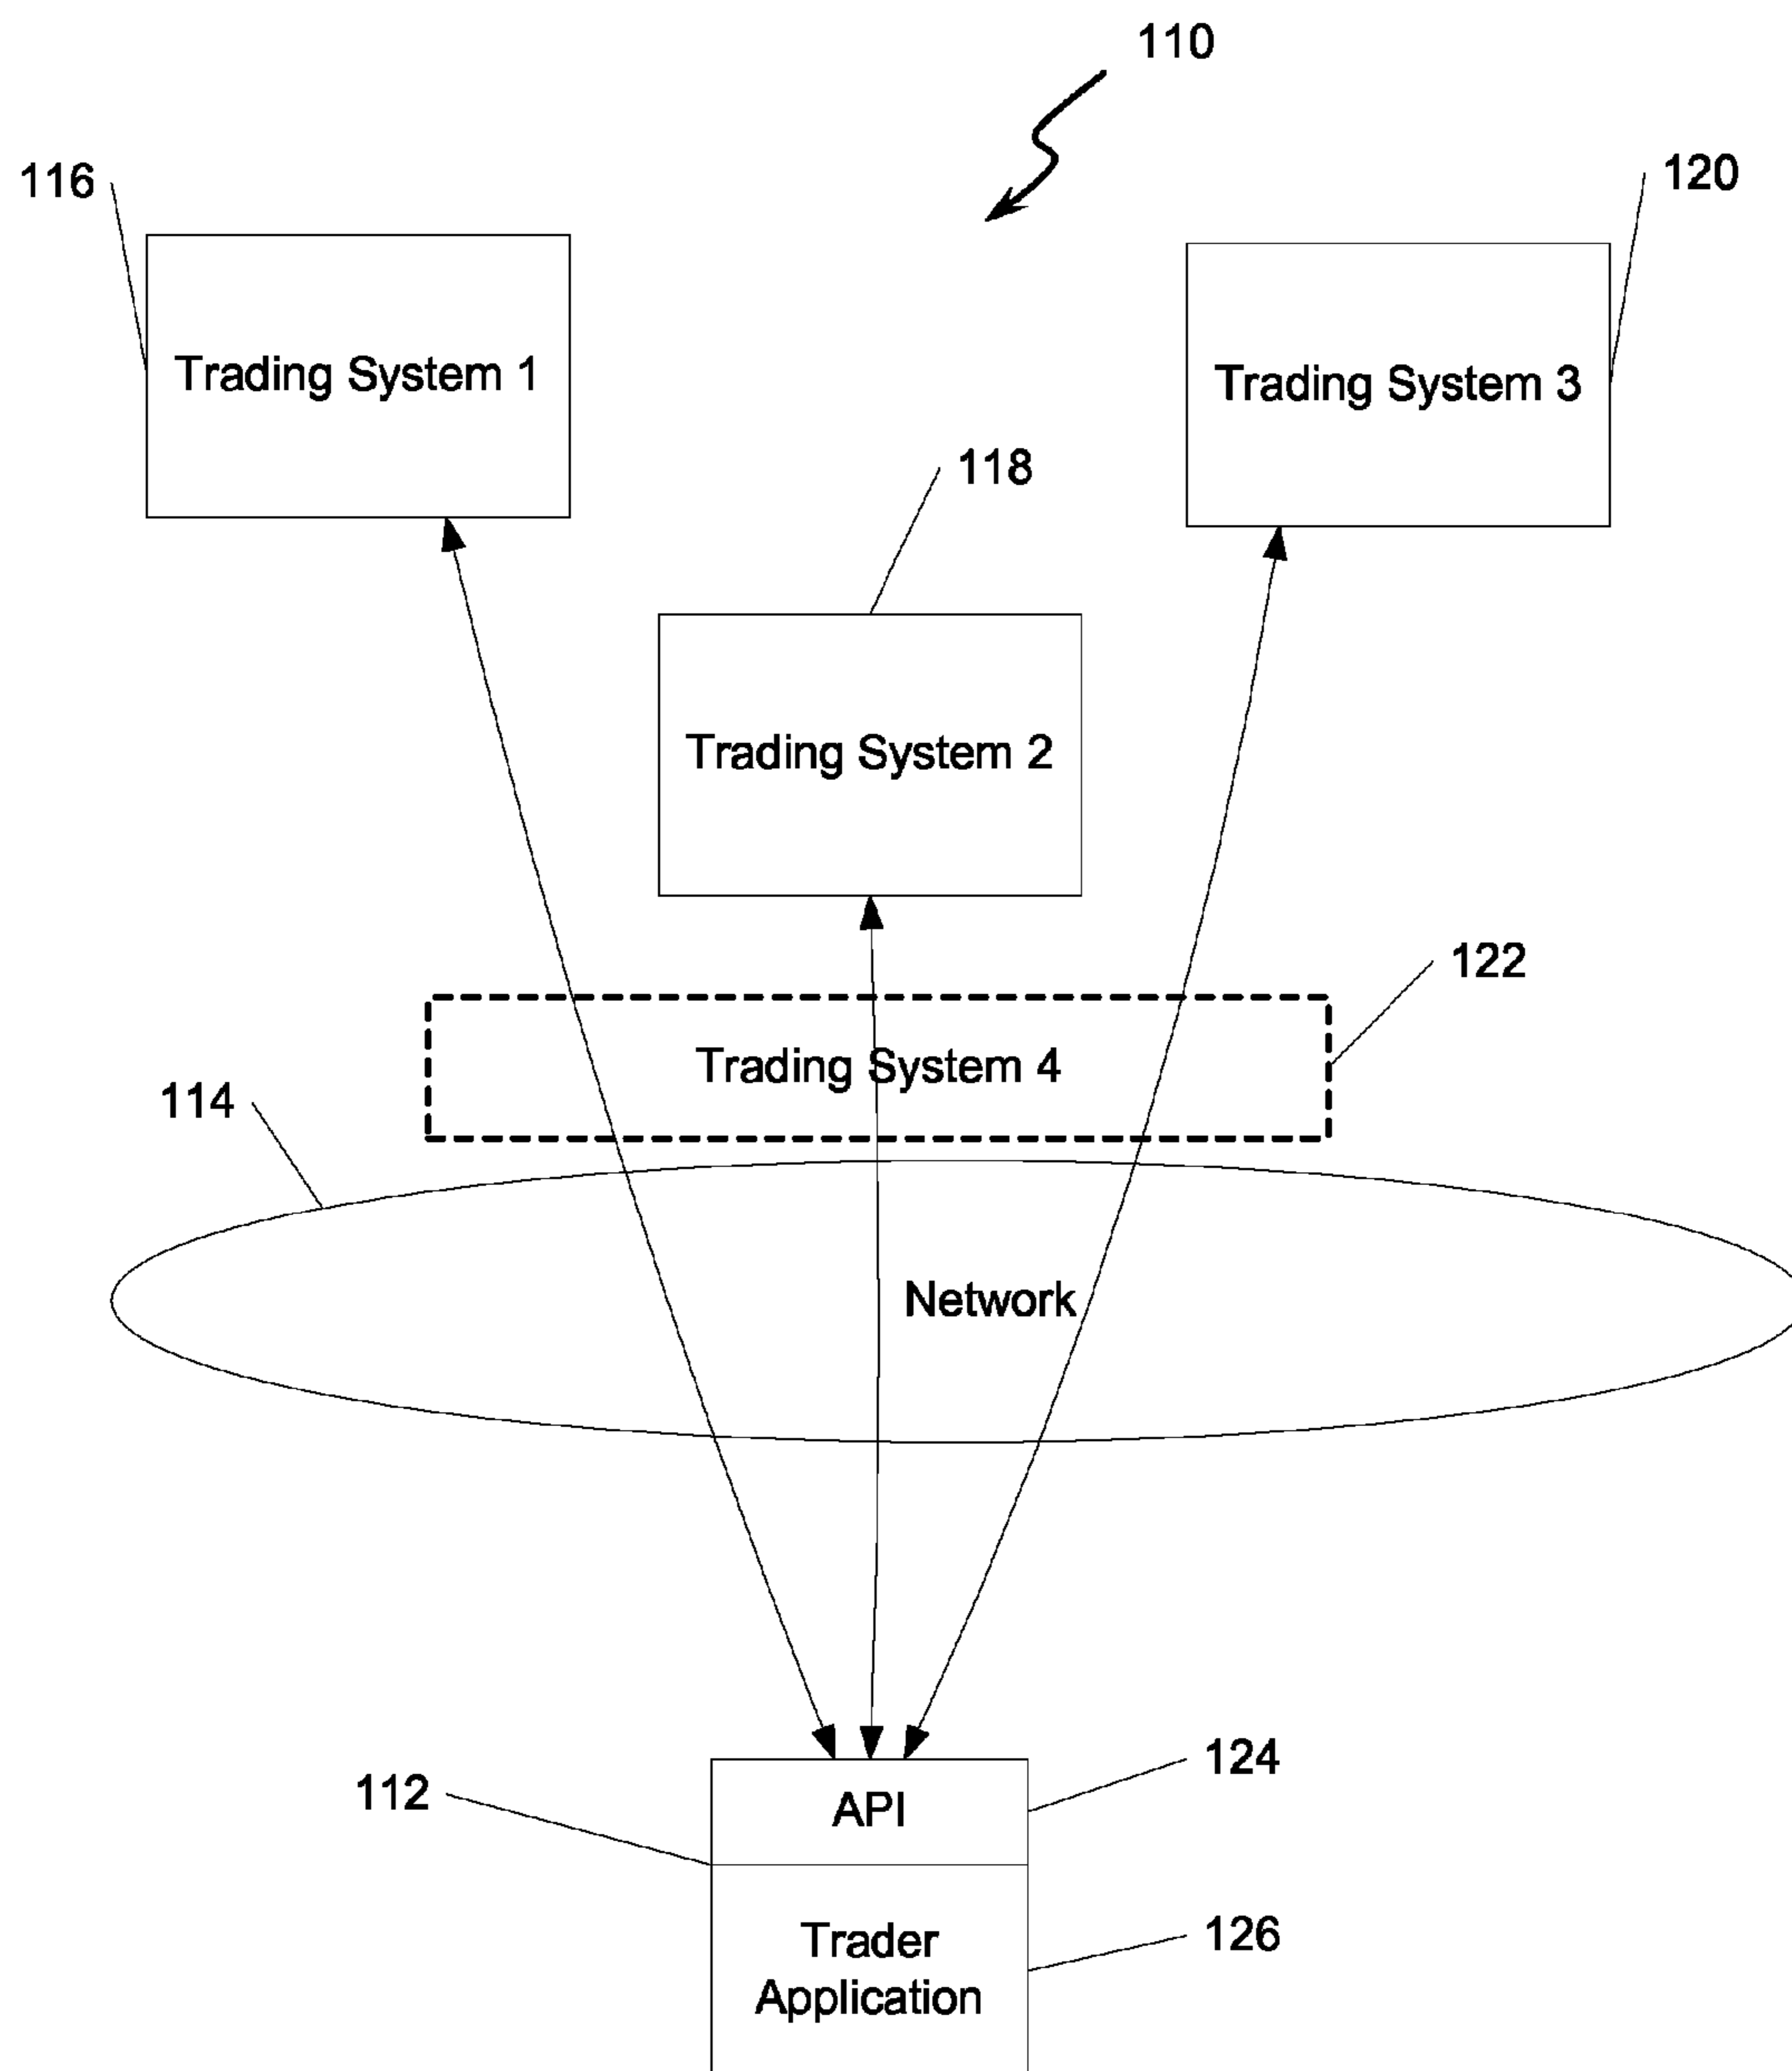 110
116
120
Trading System 1
Trading System 3
118
Trading System 2
122
Trading System 4
114
Network
124
112
API
126
Trader
Application